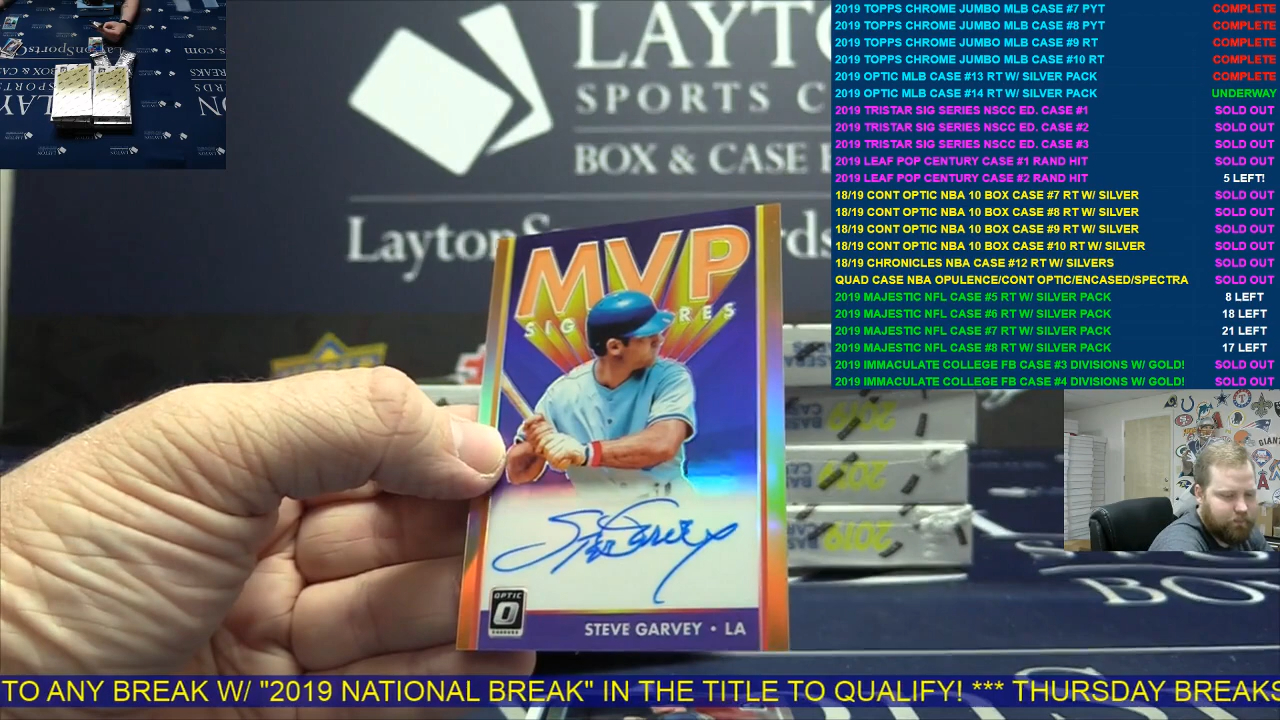 2019 TOPPS CHROME JUMBO MLB CASE #7 PYT COMPLETE
2019 TOPPS CHROME JUMBO MLB CASE #8 PYT COMPLETE
2019 TOPPS CHROME JUMBO MLB CASE #9 RT COMPLETE
2019 TOPPS CHROME JUMBO MLB CASE #10 RT COMPLETE
2019 OPTIC MLB CASE #13 RT W/ SILVER PACK COMPLETE
2019 OPTIC MLB CASE #14 RT W/ SILVER PACK UNDERWAY
2019 TRISTAR SIG SERIES NSCC ED. CASE #1 SOLD OUT
2019 TRISTAR SIG SERIES NSCC ED. CASE #2 SOLD OUT
2019 TRISTAR SIG SERIES NSCC ED. CASE #3 SOLD OUT
2019 LEAF POP CENTURY CASE #1 RAND HIT SOLD OUT
2019 LEAF POP CENTURY CASE #2 RAND HIT 5 LEFT!
18/19 CONT OPTIC NBA 10 BOX CASE #7 RT W/ SILVER SOLD OUT
18/19 CONT OPTIC NBA 10 BOX CASE #8 RT W/ SILVER SOLD OUT
18/19 CONT OPTIC NBA 10 BOX CASE #9 RT W/ SILVER SOLD OUT
18/19 CONT OPTIC NBA 10 BOX CASE #10 RT W/ SILVER SOLD OUT
18/19 CHRONICLES NBA CASE #12 RT W/ SILVERS SOLD OUT
QUAD CASE NBA OPULENCE/CONT OPTIC/ENCASED/SPECTRA SOLD OUT
2019 MAJESTIC NFL CASE #5 RT W/ SILVER PACK 8 LEFT
2019 MAJESTIC NFL CASE #6 RT W/ SILVER PACK 18 LEFT
2019 MAJESTIC NFL CASE #7 RT W/ SILVER PACK 21 LEFT
2019 MAJESTIC NFL CASE #8 RT W/ SILVER PACK 17 LEFT
2019 IMMACULATE COLLEGE FB CASE #3 DIVISIONS W/ GOLD! SOLD OUT
2019 IMMACULATE COLLEGE FB CASE #4 DIVISIONS W/ GOLD! SOLD OUT
LAYTO
SPORTS C
BOX & CASE
LaytonS rds
MVP
SIG RES
Steve Garvey
OPTIC
STEVE GARVEY • LA
BO
TO ANY BREAK W/ "2019 NATIONAL BREAK" IN THE TITLE TO QUALIFY! *** THURSDAY BREAKS